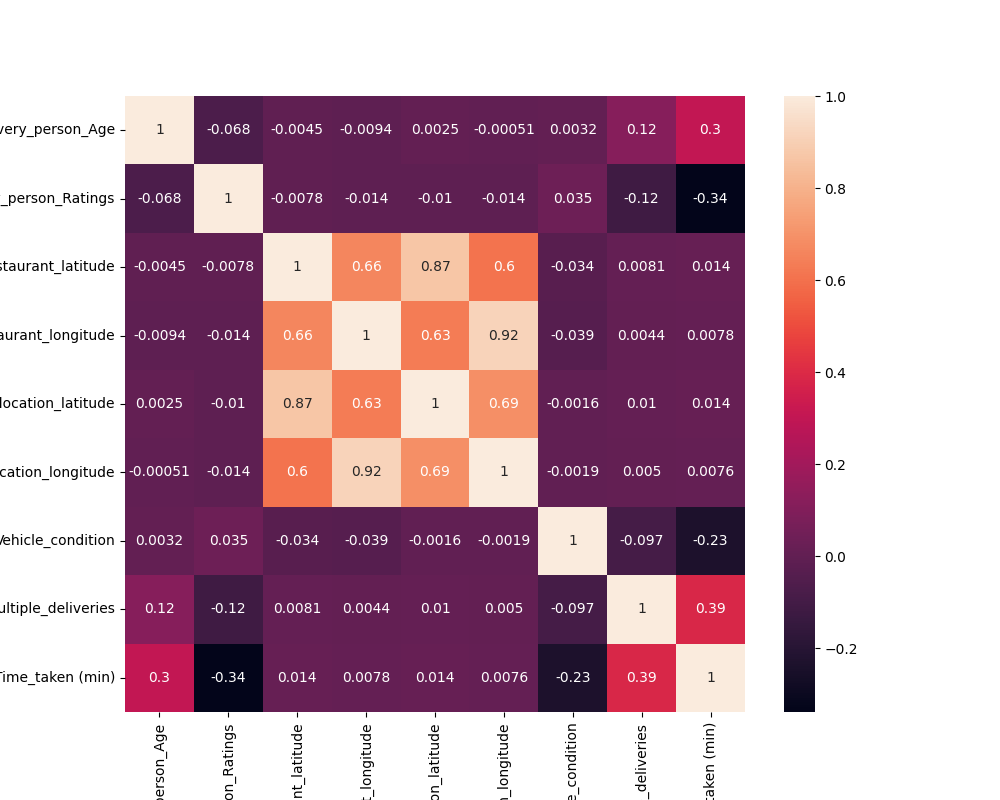 very_person_Age 1 -0.068 -0.0045 -0.0094 0.0025 -0.00051 0.0032 0.12 0.3
_person_Ratings -0.068 1 -0.0078 -0.014 -0.01 -0.014 0.035 -0.12 -0.34
staurant_latitude -0.0045 -0.0078 1 0.66 0.87 0.6 -0.034 0.0081 0.014
aurant_longitude -0.0094 -0.014 0.66 1 0.63 0.92 -0.039 0.0044 0.0078
location_latitude 0.0025 -0.01 0.87 0.63 1 0.69 -0.0016 0.01 0.014
cation_longitude -0.00051 -0.014 0.6 0.92 0.69 1 -0.0019 0.005 0.0076
Vehicle_condition 0.0032 0.035 -0.034 -0.039 -0.0016 -0.0019 1 -0.097 -0.23
ultiple_deliveries 0.12 -0.12 0.0081 0.0044 0.01 0.005 -0.097 1 0.39
Time_taken (min) 0.3 -0.34 0.014 0.0078 0.014 0.0076 -0.23 0.39 1
person_Age
on_Ratings
nt_latitude
t_longitude
on_latitude
n_longitude
e_condition
_deliveries
taken (min)
1.0
0.8
0.6
0.4
0.2
0.0
−0.2